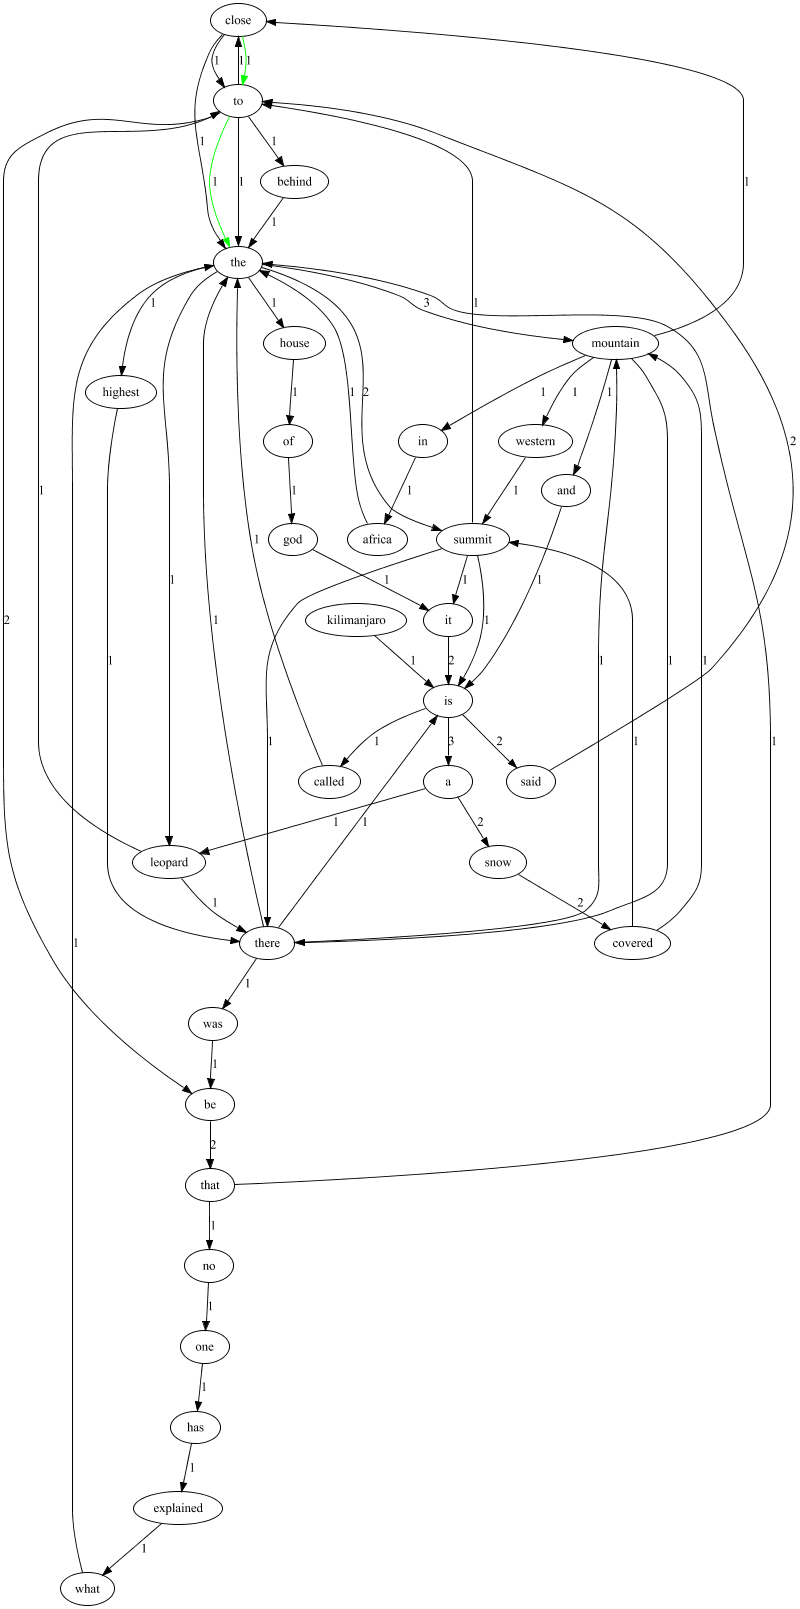 close
1 1 1
to
1 1 1 1
behind
1
the
1 1 3
house
mountain
highest
1 2 1 1 1 1
of
in
western
and
1 1 1 1
god
africa
summit
1 1 1 1 1
kilimanjaro
it
1 1 1 2
is
1 3 2
called
a
said
1 1 2
leopard
snow
1 2
there
covered
1
was
1
be
2
that
1
no
1
one
1
has
1
explained
1
what
1 1 1 1 1 1 1 1 2 2